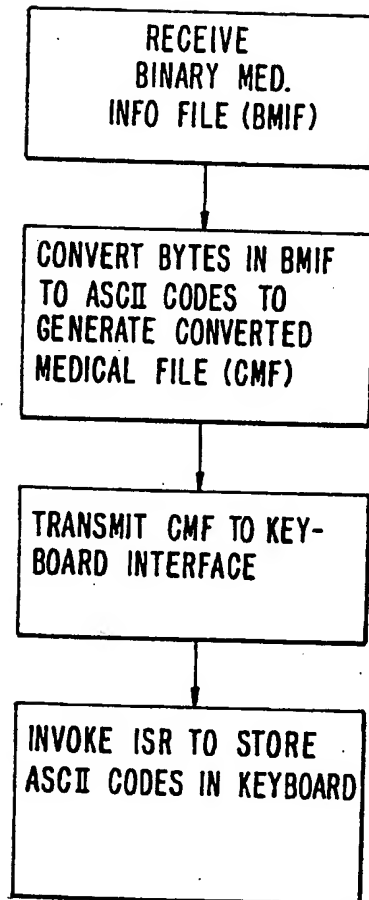 RECEIVE
BINARY MED.
INFO FILE (BMIF)
CONVERT BYTES IN BMIF
TO ASCII CODES TO
GENERATE CONVERTED
MEDICAL FILE (CMF)
TRANSMIT CMF TO KEY-
BOARD INTERFACE
INVOKE ISR TO STORE
ASCII CODES IN KEYBOARD